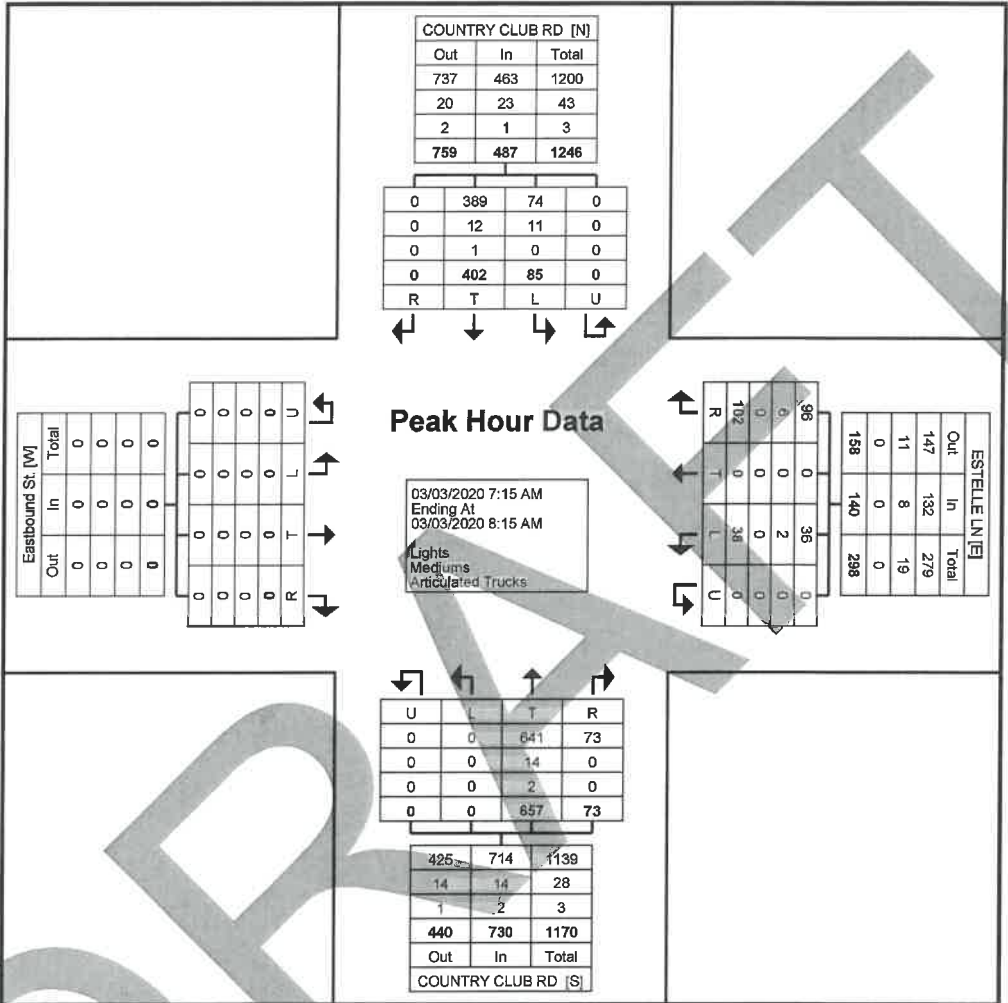 COUNTRY CLUB RD [N]
Out In Total
737 463 1200
20 23 43
2 1 3
759 487 1246
0 389 74 0
0 12 11 0
0 1 0 0
0 402 85 0
R T L U
Eastbound St. [W]
Total In Out
0 0 0
0 0 0
0 0 0
0 0 0
U L T R
0 0 0 0
0 0 0 0
0 0 0 0
0 0 0 0
Peak Hour Data
03/03/2020 7:15 AM
Ending At
03/03/2020 8:15 AM
Lights
Mediums
Articulated Trucks
96 0 36 0
6 0 2 0
0 0 0 0
102 0 38 0
R T L U
ESTELLE LN [E]
Out In Total
147 132 279
11 8 19
0 0 0
158 140 298
U L T R
0 0 641 73
0 0 14 0
0 0 2 0
0 0 657 73
425 714 1139
14 14 28
1 2 3
440 730 1170
Out In Total
COUNTRY CLUB RD [S]
DRAFT